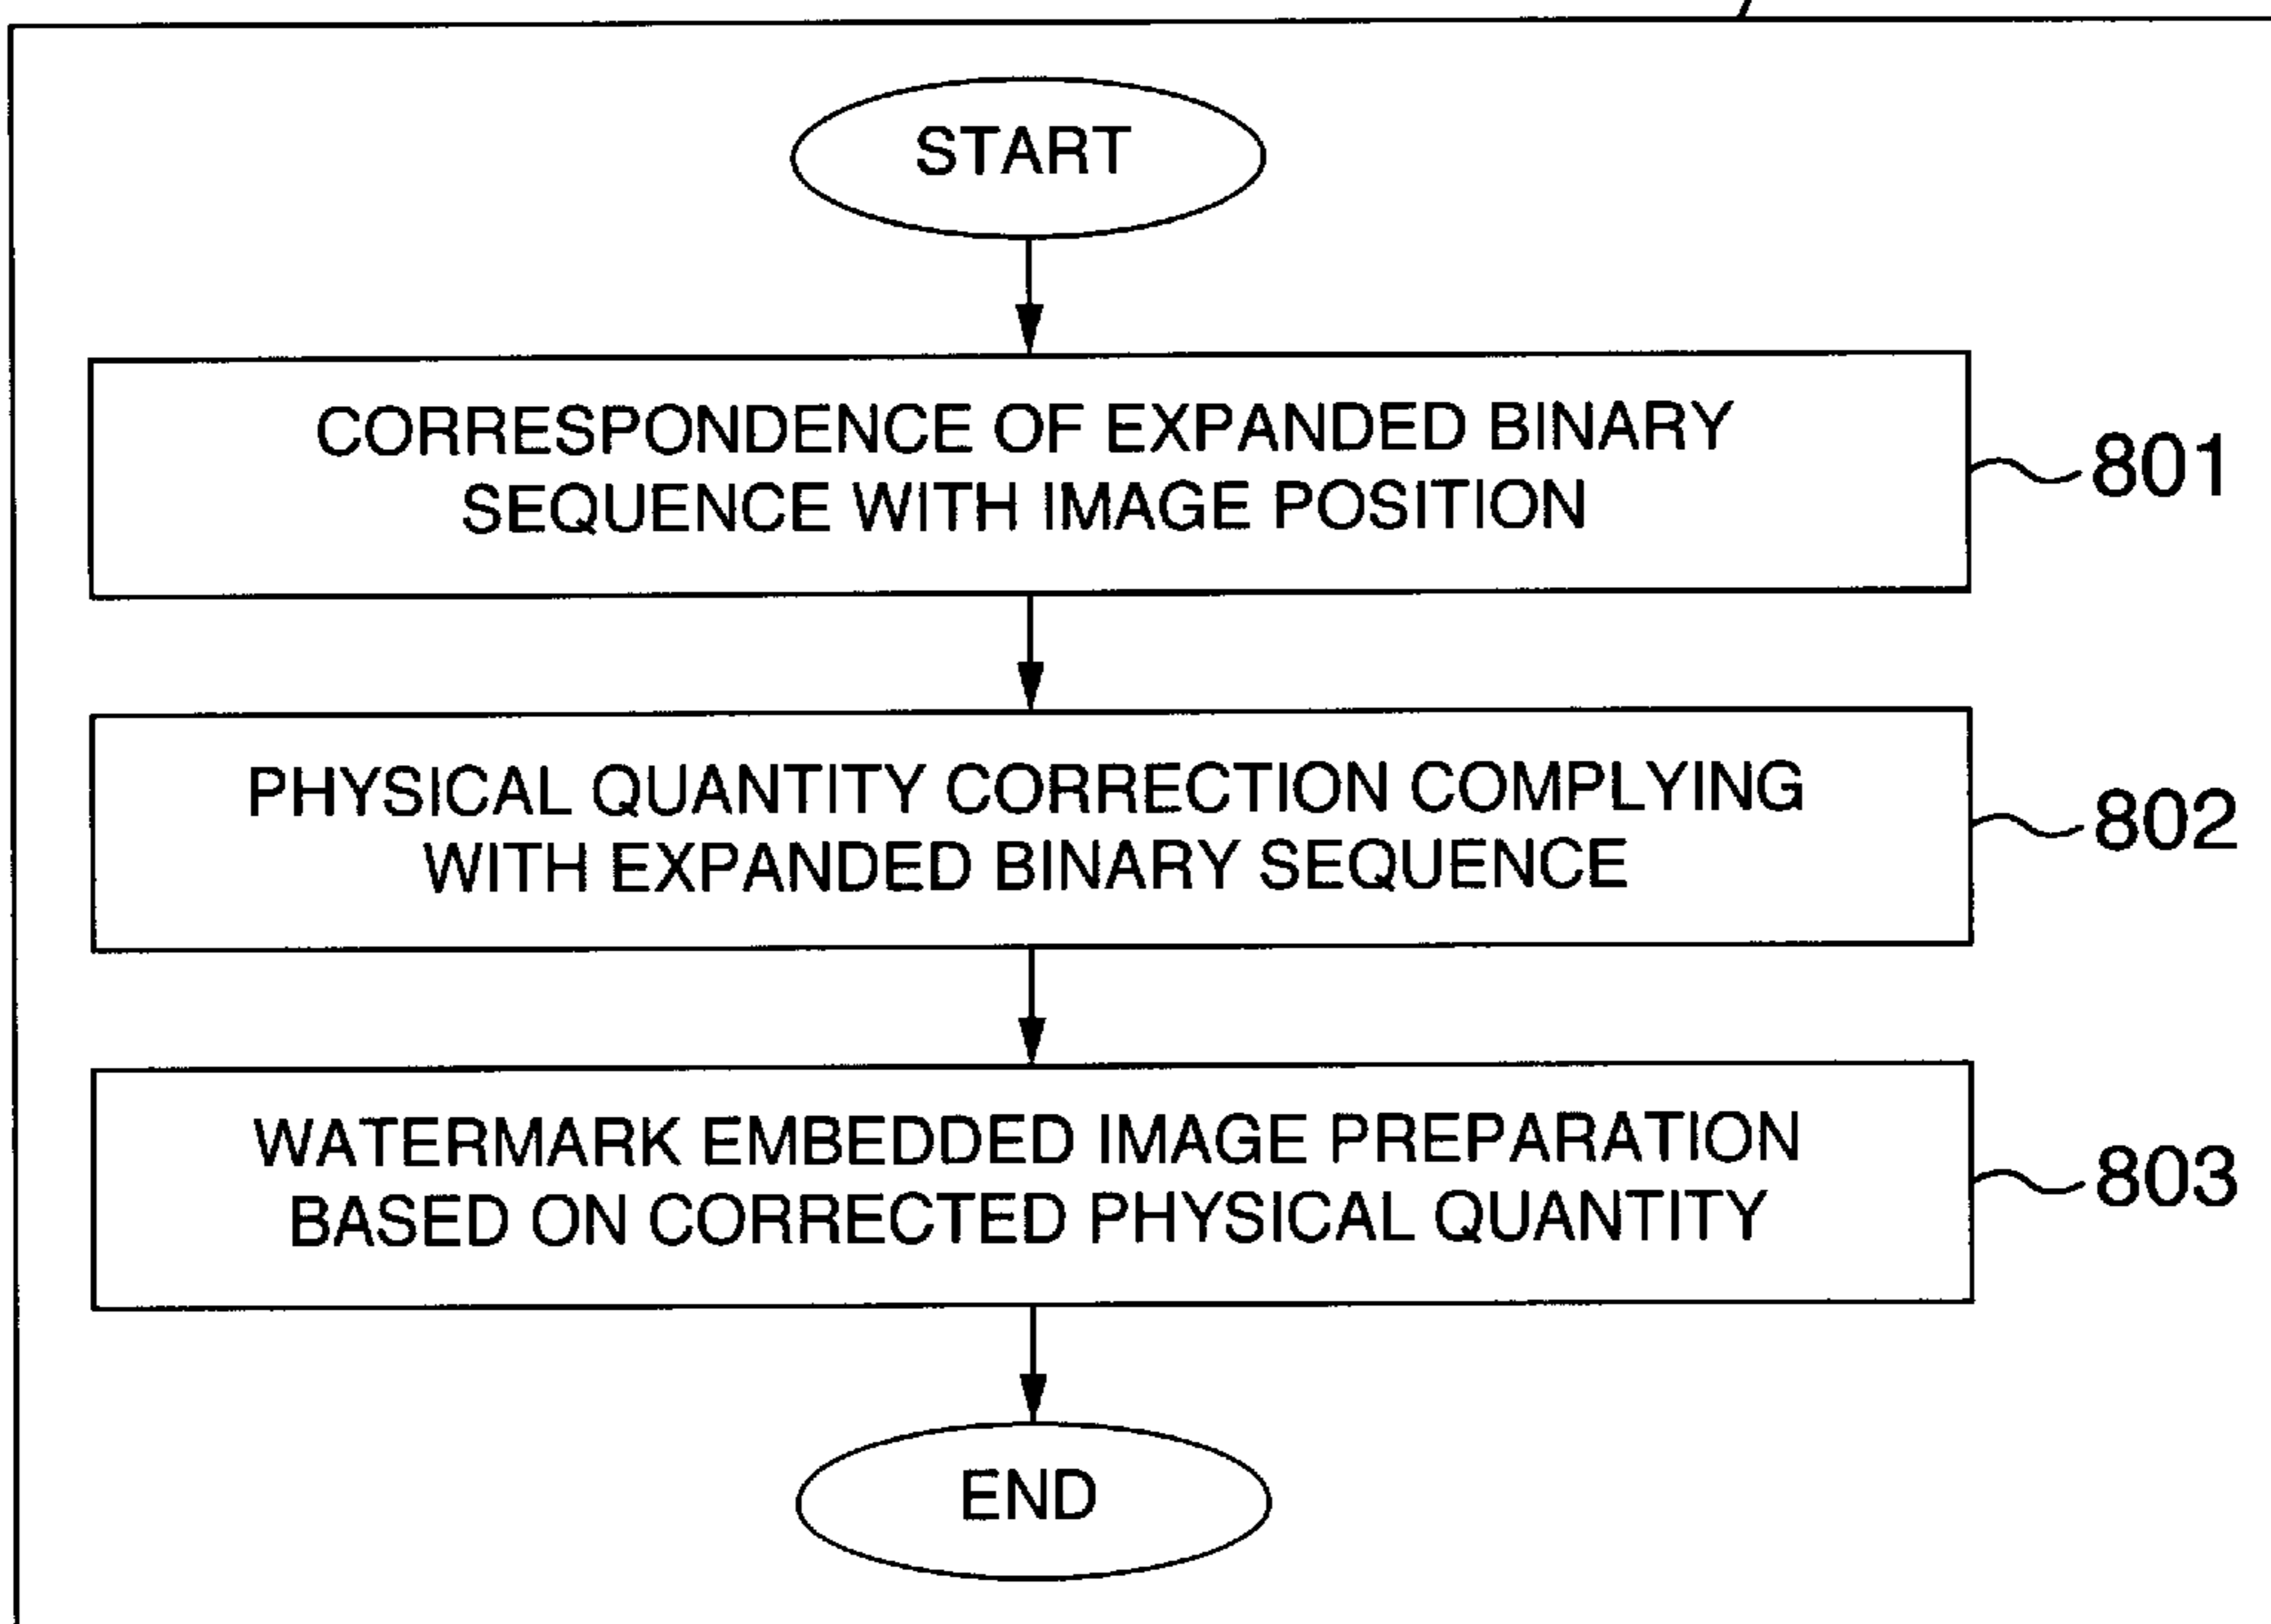 START
CORRESPONDENCE OF EXPANDED BINARY
SEQUENCE WITH IMAGE POSITION
801
PHYSICAL QUANTITY CORRECTION COMPLYING
WITH EXPANDED BINARY SEQUENCE
802
WATERMARK EMBEDDED IMAGE PREPARATION
BASED ON CORRECTED PHYSICAL QUANTITY
803
END